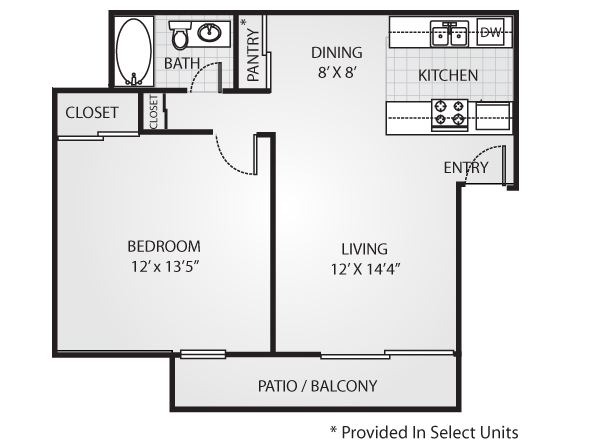 BATH
PANTRY *
DINING
8' X 8'
DW
KITCHEN
CLOSET
CLOSET
ENTRY
BEDROOM
12' x 13'5"
LIVING
12' X 14'4"
PATIO / BALCONY
* Provided In Select Units